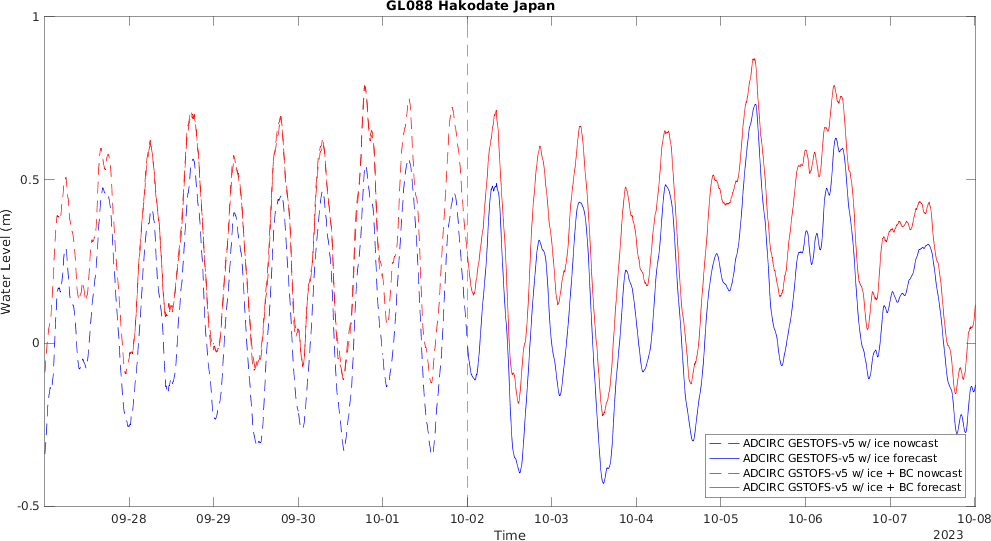 GL088 Hakodate Japan
1
0.5
0
-0.5
Water Level (m)
ADCIRC GESTOFS-v5 w/ ice nowcast
ADCIRC GESTOFS-v5 w/ ice forecast
ADCIRC GSTOFS-v5 w/ ice + BC nowcast
ADCIRC GSTOFS-v5 w/ ice + BC forecast
09-28 09-29 09-30 10-01 10-02 10-03 10-04 10-05 10-06 10-07 10-08
Time
2023